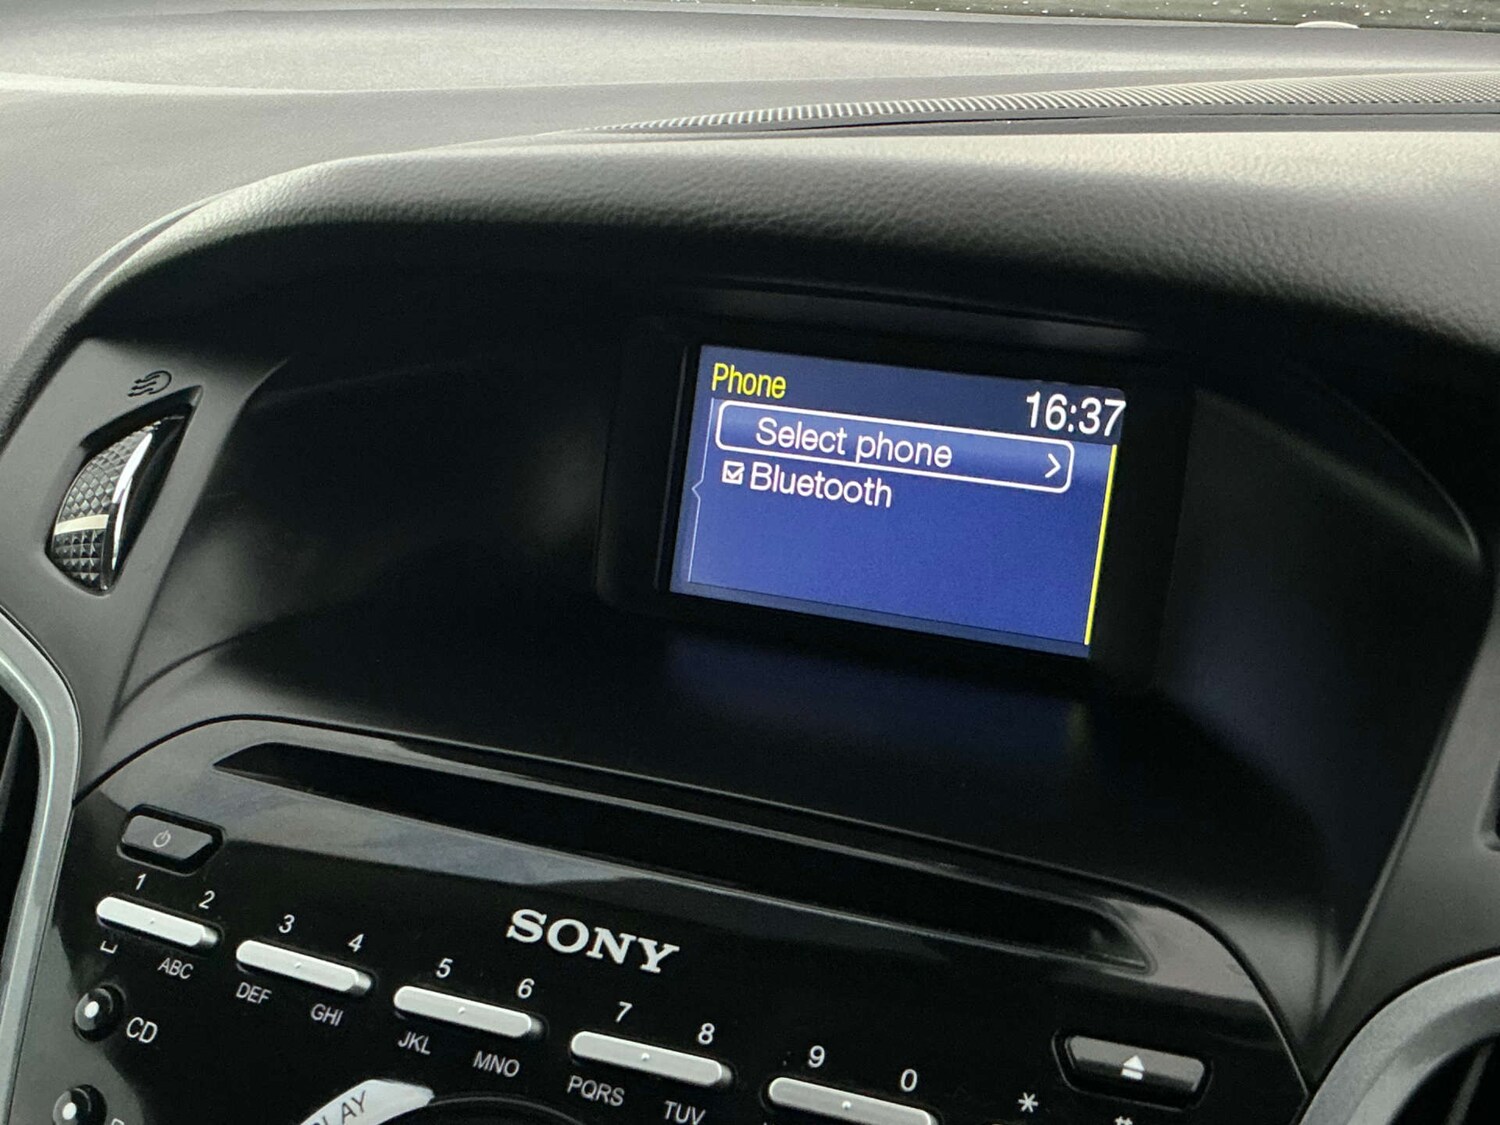 Phone
16:37
Select phone
Bluetooth
SONY
1 2 3 4 5 6 7 8 9 0 * #
ABC DEF GHI JKL MNO PQRS TUV
CD